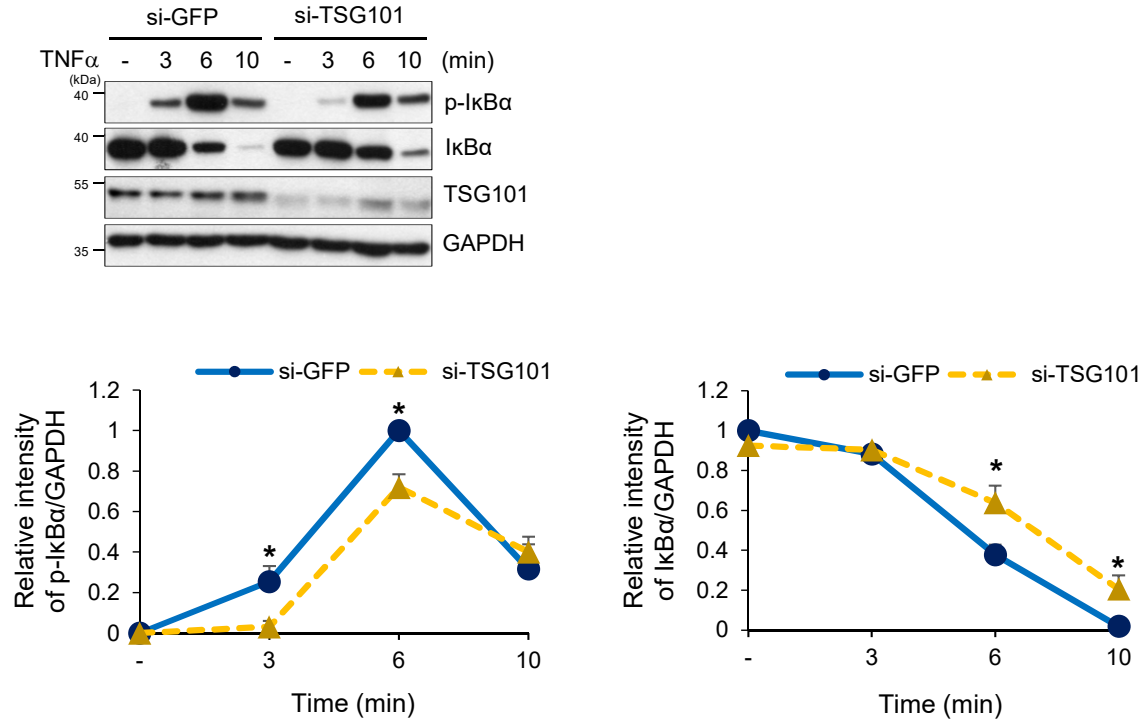 si-GFP si-TSG101
TNFα - 3 6 10 - 3 6 10 (min)
(kDa)
40 p-IκBα
40 IκBα
55 TSG101
35 GAPDH
si-GFP si-TSG101
Relative intensity
of p-IκBα/GAPDH
1.2
1
0.8
0.6
0.4
0.2
0
* *
- 3 6 10
Time (min)
si-GFP si-TSG101
Relative intensity
of IκBα/GAPDH
1.2
1
0.8
0.6
0.4
0.2
0
* *
- 3 6 10
Time (min)